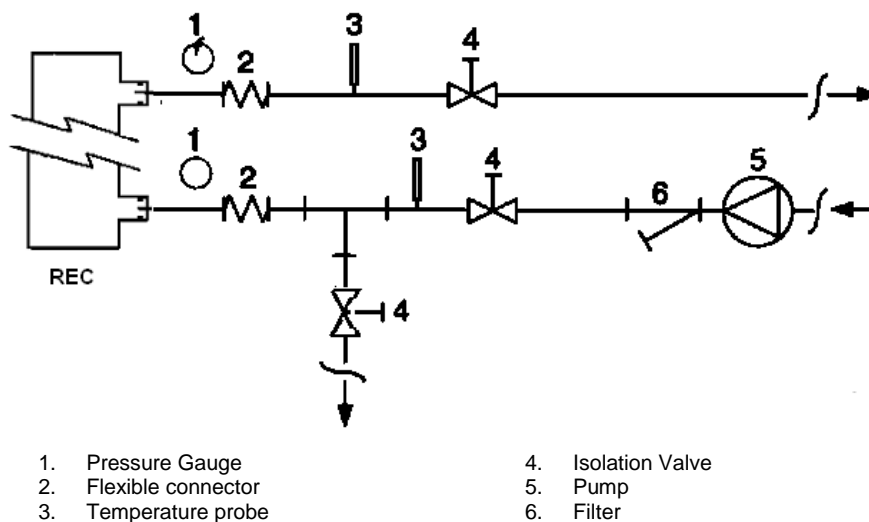 1
2
3
4
1
2
3
4
5
6
REC
4
1. Pressure Gauge
2. Flexible connector
3. Temperature probe
4. Isolation Valve
5. Pump
6. Filter